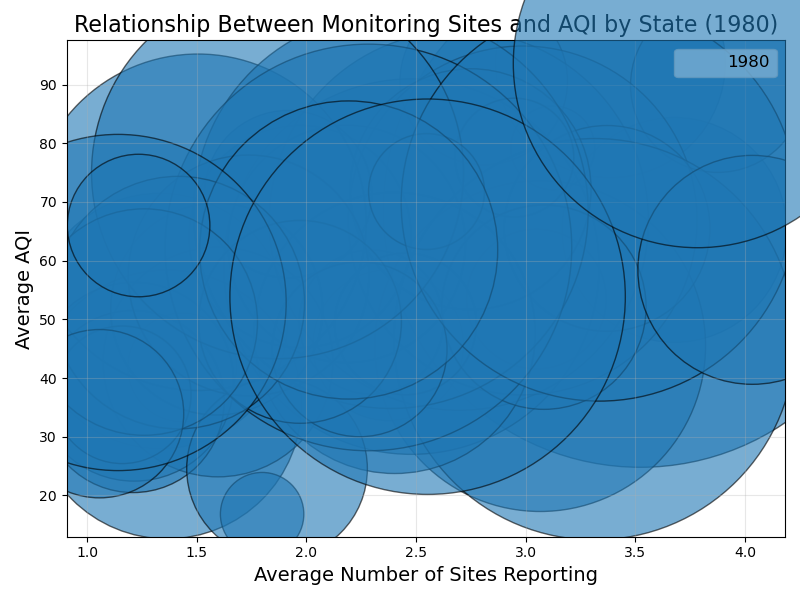 Relationship Between Monitoring Sites and AQI by State (1980)
1980
Average AQI
90
80
70
60
50
40
30
20
1.0 1.5 2.0 2.5 3.0 3.5 4.0
Average Number of Sites Reporting